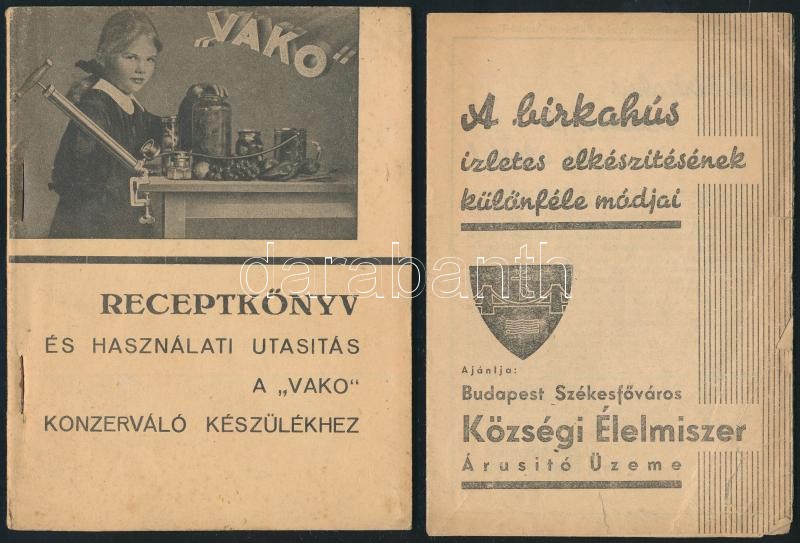 „VAKO“
RECEPTKÖNYV
ÉS HASZNÁLATI UTASITÁS
A „VAKO“
KONZERVÁLÓ KÉSZÜLÉKHEZ
A birkahús
izletes elkészitésének
különféle módjai
Ajánlja:
Budapest Székesfőváros
Községi Élelmiszer
Árusitó Üzeme
darabanth